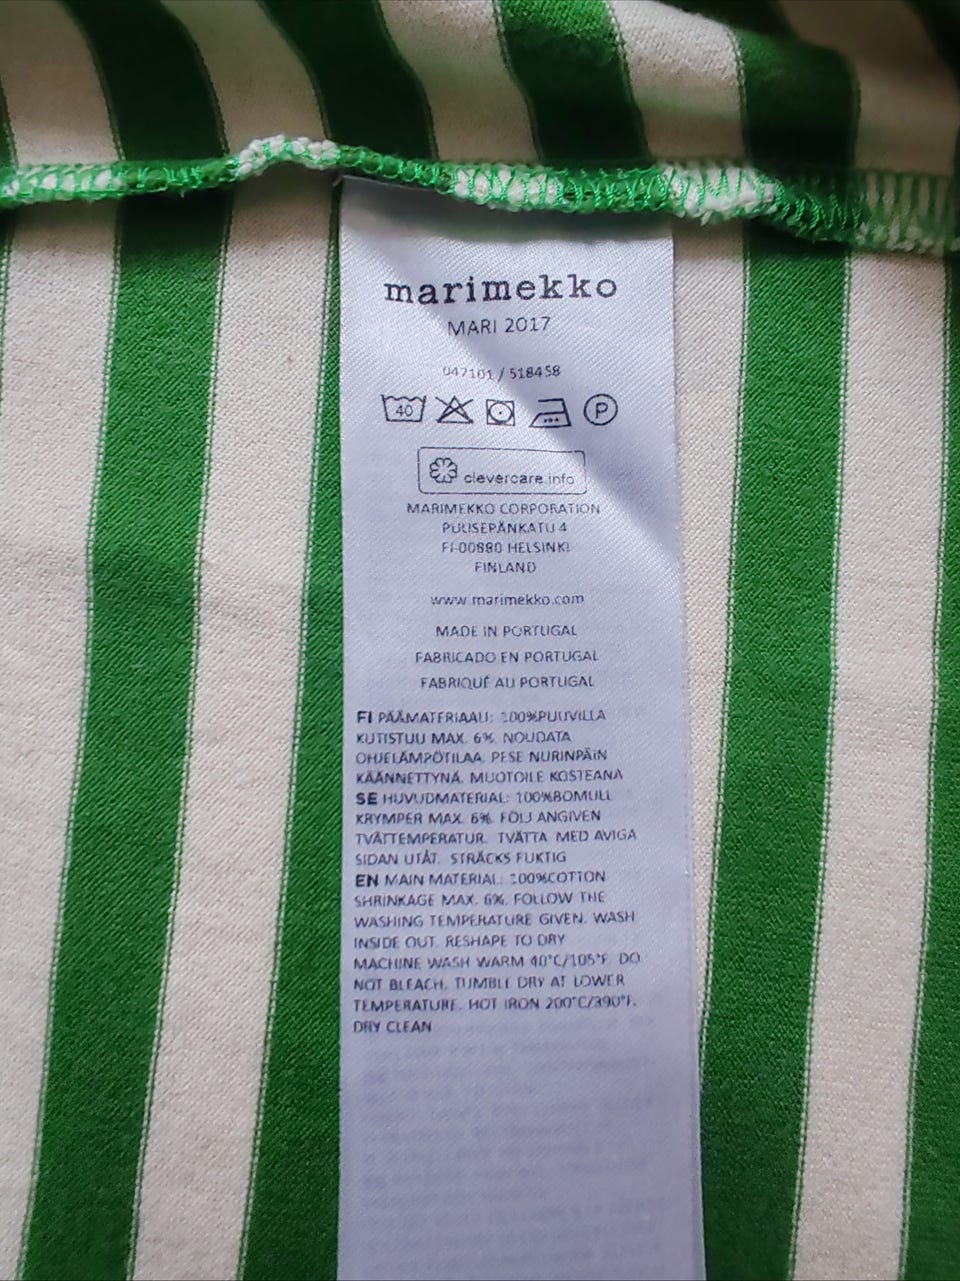 marimekko
MARI 2017
047101 / 518458
40 P
clevercare.info
MARIMEKKO CORPORATION
PUUSEPÄNKATU 4
FI-00880 HELSINKI
FINLAND
www.marimekko.com
MADE IN PORTUGAL
FABRICADO EN PORTUGAL
FABRIQUÉ AU PORTUGAL
FI PÄÄMATERIAALI: 100%PUUVILLA
KUTISTUU MAX. 6%. NOUDATA
OHJELÄMPÖTILAA. PESE NURINPÄIN
KÄÄNNETTYNÄ. MUOTOILE KOSTEANA
SE HUVUDMATERIAL: 100%BOMULL
KRYMPER MAX. 6%. FÖLJ ANGIVEN
TVÄTTEMPERATUR. TVÄTTA MED AVIGA
SIDAN UTÅT. STRÄCKS FUKTIG
EN MAIN MATERIAL: 100%COTTON
SHRINKAGE MAX. 6%. FOLLOW THE
WASHING TEMPERATURE GIVEN. WASH
INSIDE OUT. RESHAPE TO DRY
MACHINE WASH WARM 40°C/105°F. DO
NOT BLEACH. TUMBLE DRY AT LOWER
TEMPERATURE. HOT IRON 200°C/390°F.
DRY CLEAN